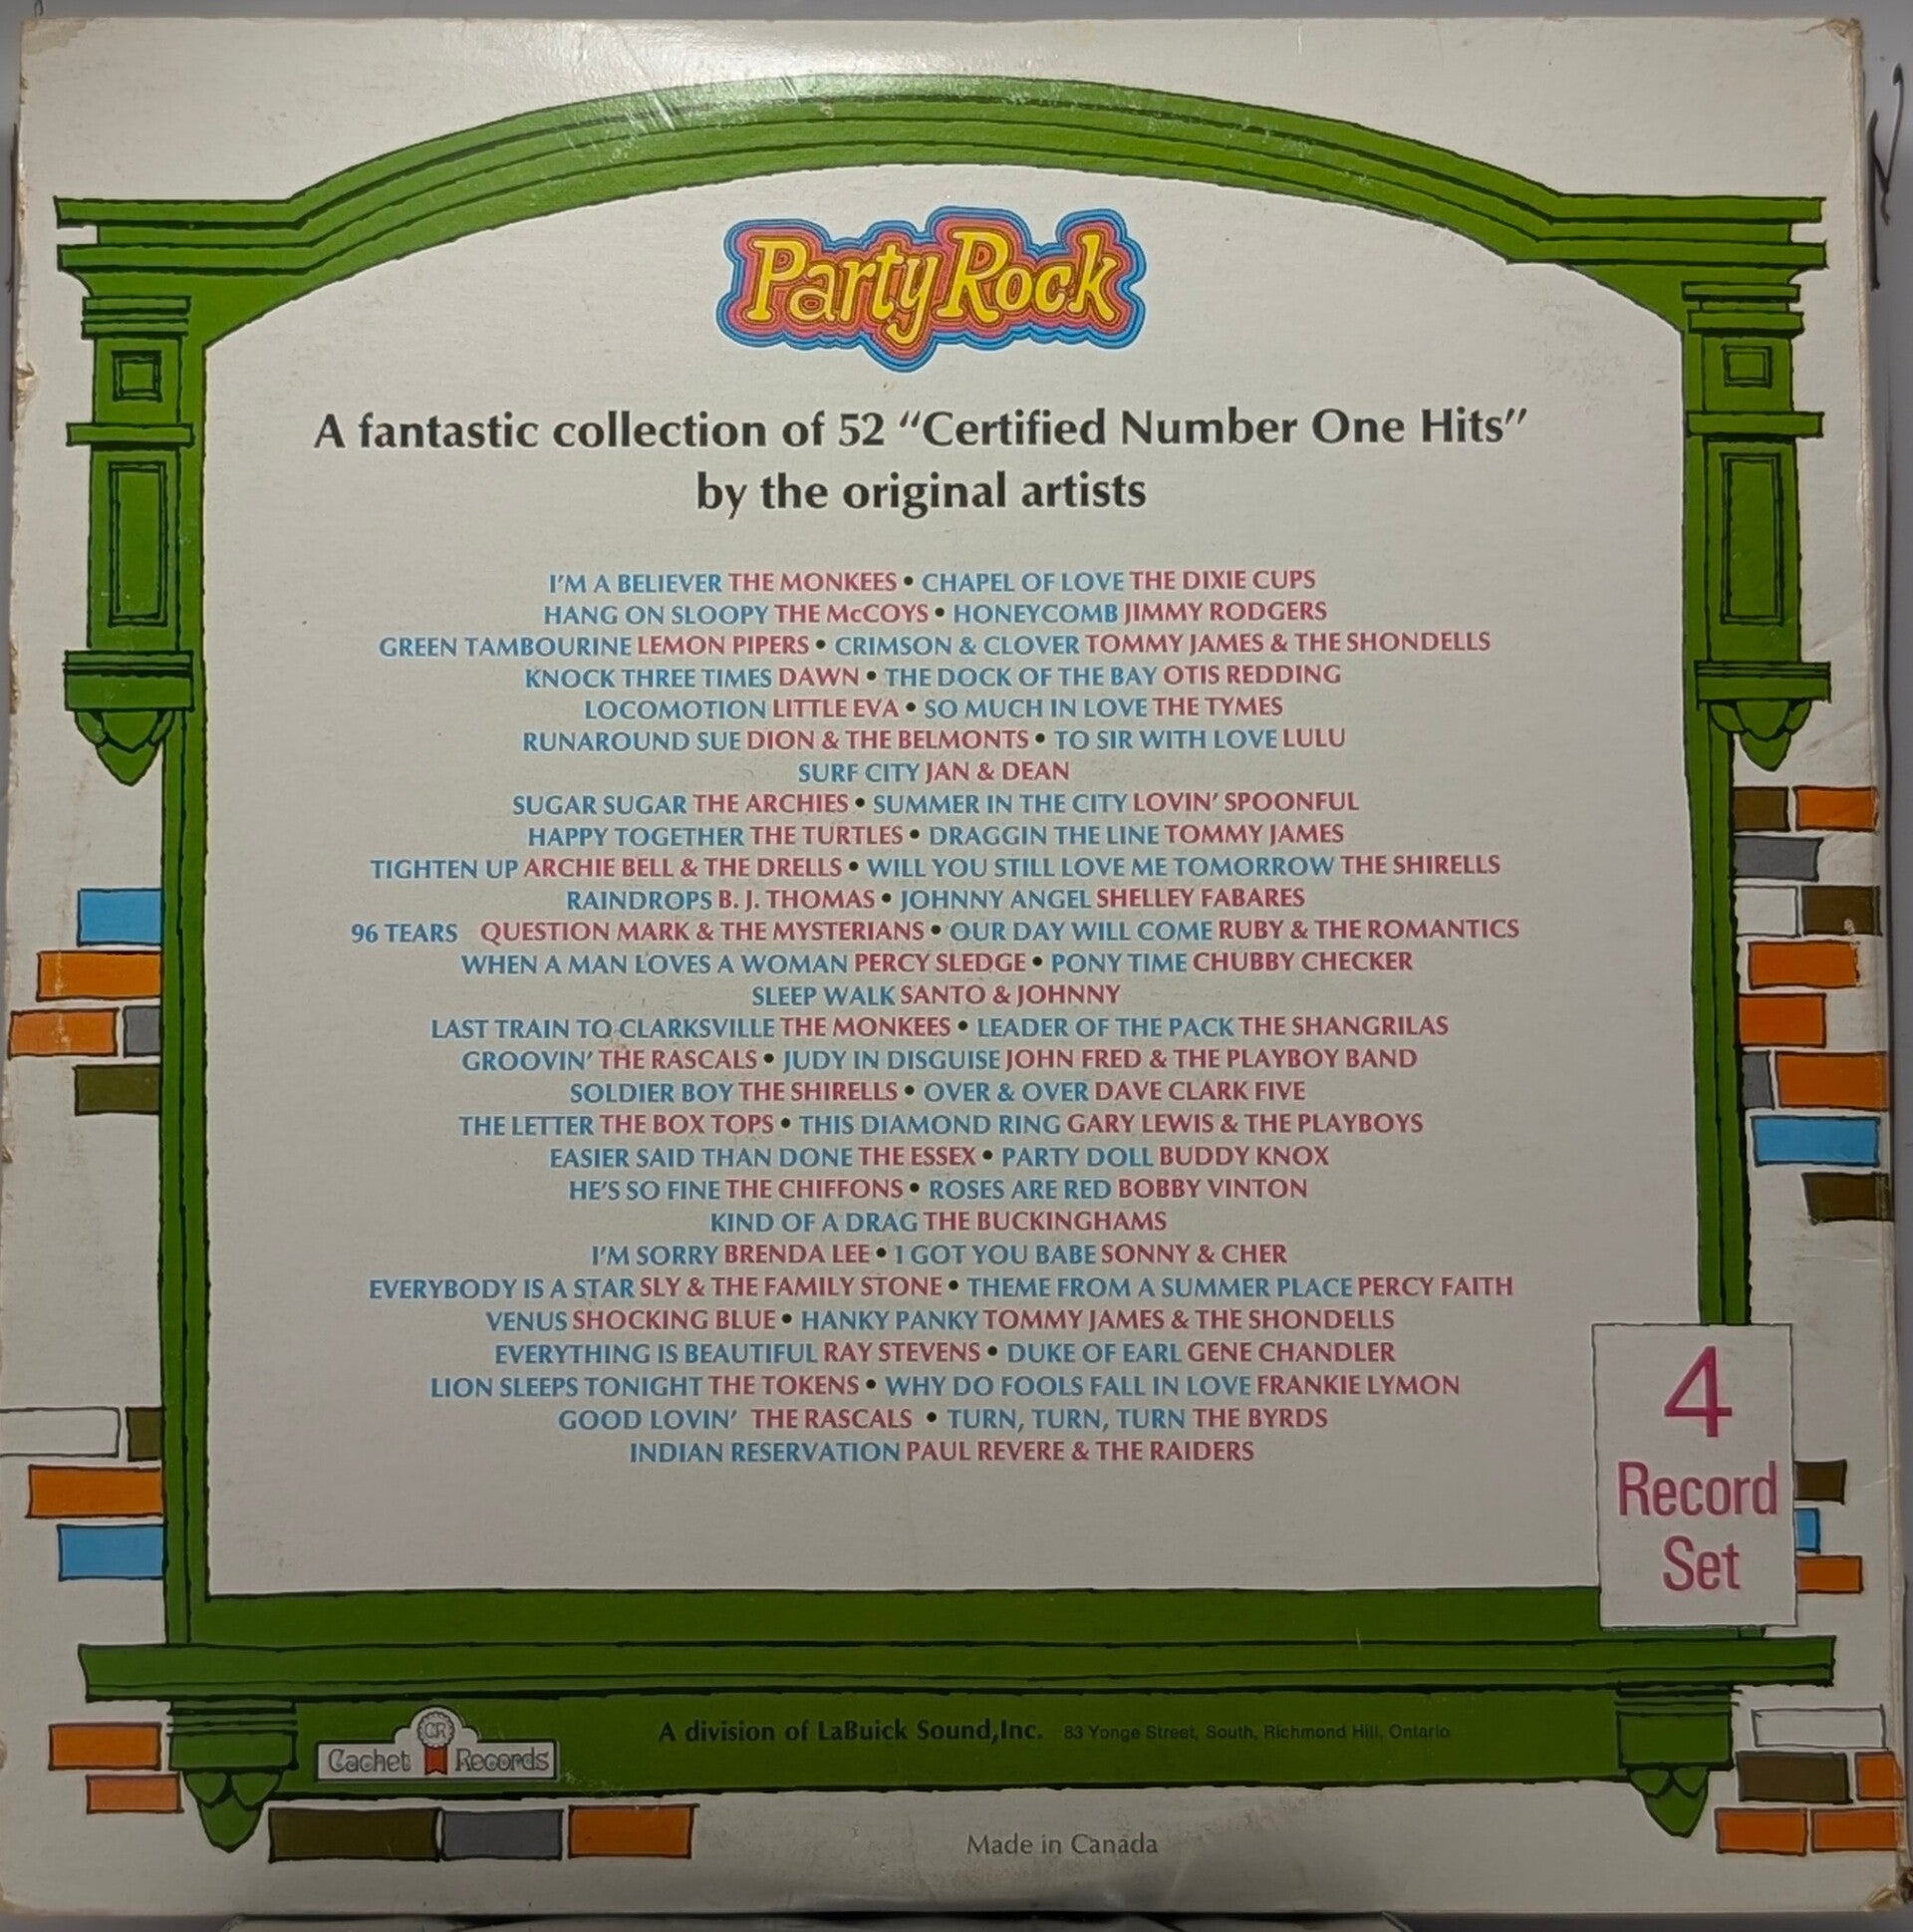 Party Rock
A fantastic collection of 52 “Certified Number One Hits”
by the original artists
I'M A BELIEVER THE MONKEES • CHAPEL OF LOVE THE DIXIE CUPS
HANG ON SLOOPY THE McCOYS • HONEYCOMB JIMMY RODGERS
GREEN TAMBOURINE LEMON PIPERS • CRIMSON & CLOVER TOMMY JAMES & THE SHONDELLS
KNOCK THREE TIMES DAWN • THE DOCK OF THE BAY OTIS REDDING
LOCOMOTION LITTLE EVA • SO MUCH IN LOVE THE TYMES
RUNAROUND SUE DION & THE BELMONTS • TO SIR WITH LOVE LULU
SURF CITY JAN & DEAN
SUGAR SUGAR THE ARCHIES • SUMMER IN THE CITY LOVIN' SPOONFUL
HAPPY TOGETHER THE TURTLES • DRAGGIN THE LINE TOMMY JAMES
TIGHTEN UP ARCHIE BELL & THE DRELLS • WILL YOU STILL LOVE ME TOMORROW THE SHIRELLS
RAINDROPS B. J. THOMAS • JOHNNY ANGEL SHELLEY FABARES
96 TEARS QUESTION MARK & THE MYSTERIANS • OUR DAY WILL COME RUBY & THE ROMANTICS
WHEN A MAN LOVES A WOMAN PERCY SLEDGE • PONY TIME CHUBBY CHECKER
SLEEP WALK SANTO & JOHNNY
LAST TRAIN TO CLARKSVILLE THE MONKEES • LEADER OF THE PACK THE SHANGRILAS
GROOVIN' THE RASCALS • JUDY IN DISGUISE JOHN FRED & THE PLAYBOY BAND
SOLDIER BOY THE SHIRELLS • OVER & OVER DAVE CLARK FIVE
THE LETTER THE BOX TOPS • THIS DIAMOND RING GARY LEWIS & THE PLAYBOYS
EASIER SAID THAN DONE THE ESSEX • PARTY DOLL BUDDY KNOX
HE'S SO FINE THE CHIFFONS • ROSES ARE RED BOBBY VINTON
KIND OF A DRAG THE BUCKINGHAMS
I'M SORRY BRENDA LEE • I GOT YOU BABE SONNY & CHER
EVERYBODY IS A STAR SLY & THE FAMILY STONE • THEME FROM A SUMMER PLACE PERCY FAITH
VENUS SHOCKING BLUE • HANKY PANKY TOMMY JAMES & THE SHONDELLS
EVERYTHING IS BEAUTIFUL RAY STEVENS • DUKE OF EARL GENE CHANDLER
LION SLEEPS TONIGHT THE TOKENS • WHY DO FOOLS FALL IN LOVE FRANKIE LYMON
GOOD LOVIN' THE RASCALS • TURN, TURN, TURN THE BYRDS
INDIAN RESERVATION PAUL REVERE & THE RAIDERS
4
Record
Set
CR
Cachet Records
A division of LaBuick Sound,Inc. 83 Yonge Street, South, Richmond Hill, Ontario
Made in Canada